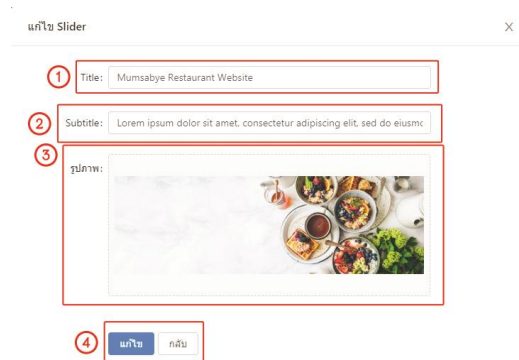 แก้ไข Slider
X
1
Title: Mumsabye Restaurant Website
2
Subtitle: Lorem ipsum dolor sit amet, consectetur adipiscing elit, sed do eiusmo
3
รูปภาพ:
4
แก้ไข กลับ